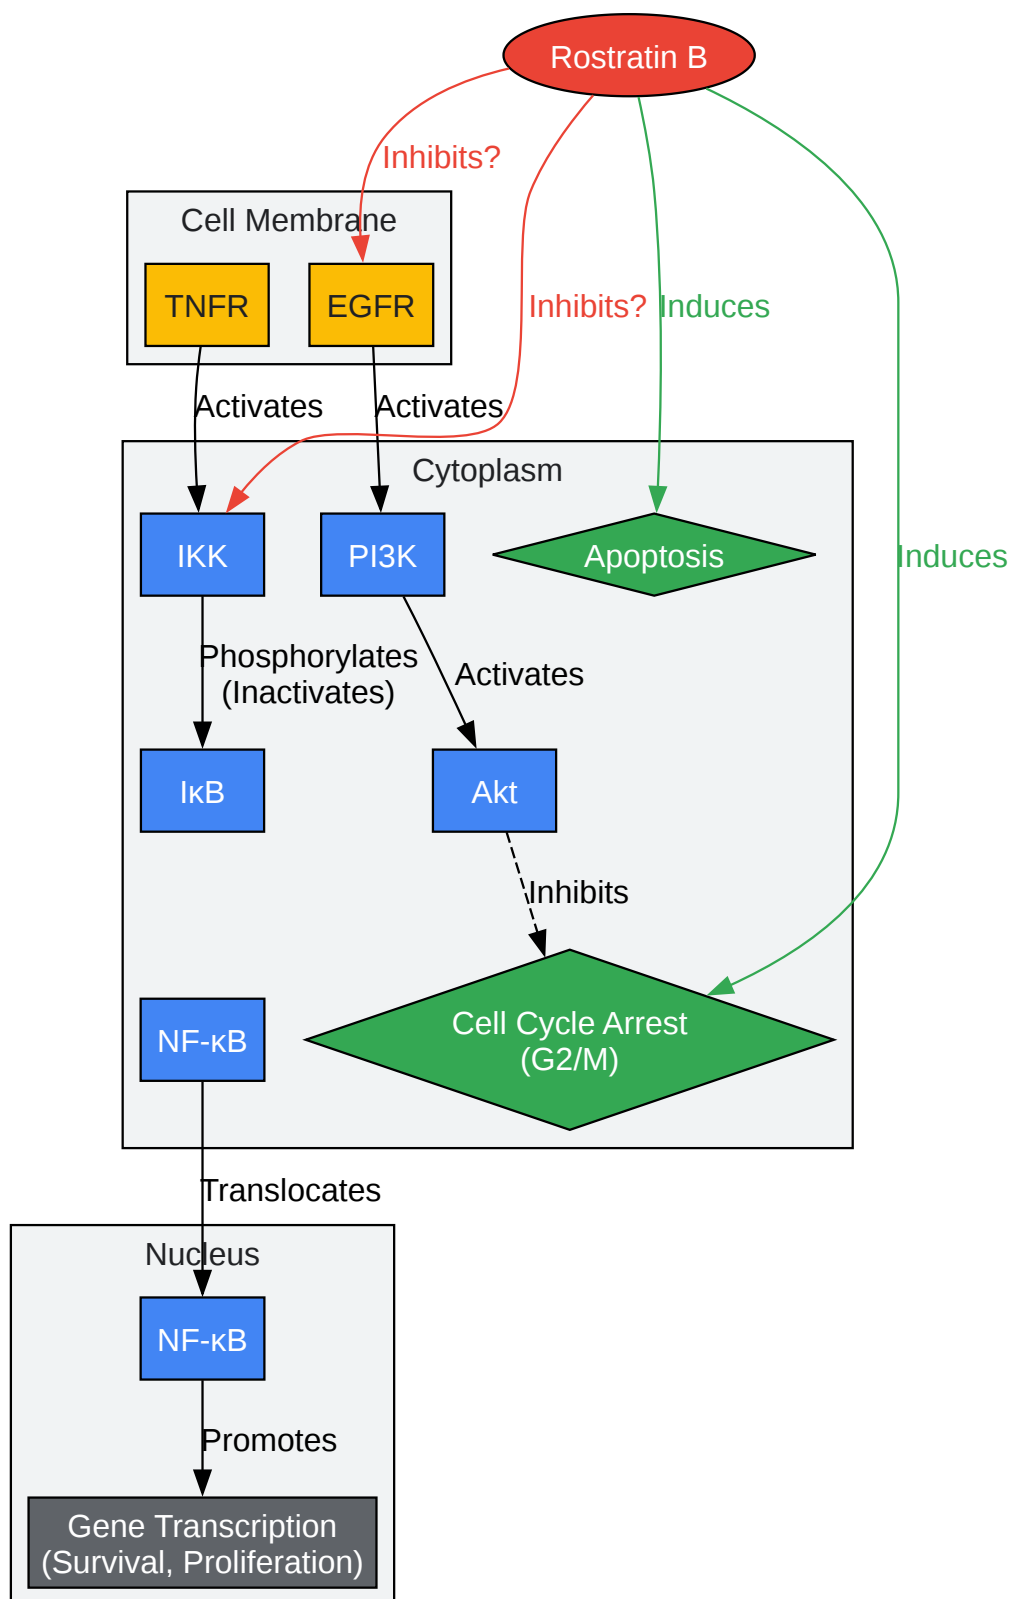 Rostratin B
Inhibits?
Cell Membrane
TNFR
EGFR
Inhibits?
Induces
Activates
Activates
Cytoplasm
IKK
PI3K
Apoptosis
Induces
Phosphorylates
(Inactivates)
Activates
IκB
Akt
Inhibits
NF-κB
Cell Cycle Arrest
(G2/M)
Translocates
Nucleus
NF-κB
Promotes
Gene Transcription
(Survival, Proliferation)